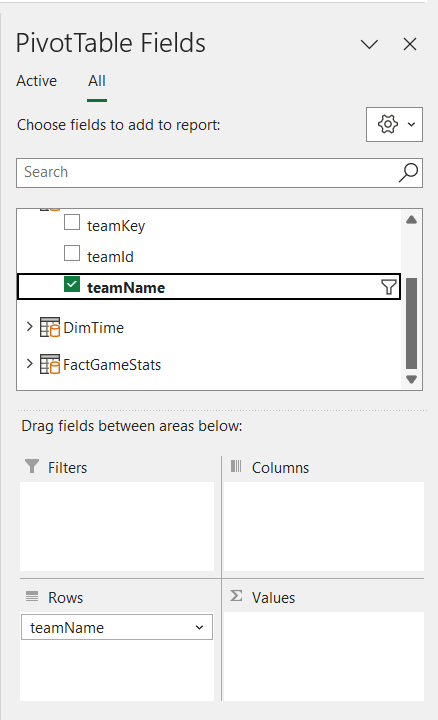 PivotTable Fields
Active All
Choose fields to add to report:
Search
teamKey
teamId
teamName
DimTime
FactGameStats
Drag fields between areas below:
Filters
Columns
Rows
Σ Values
teamName